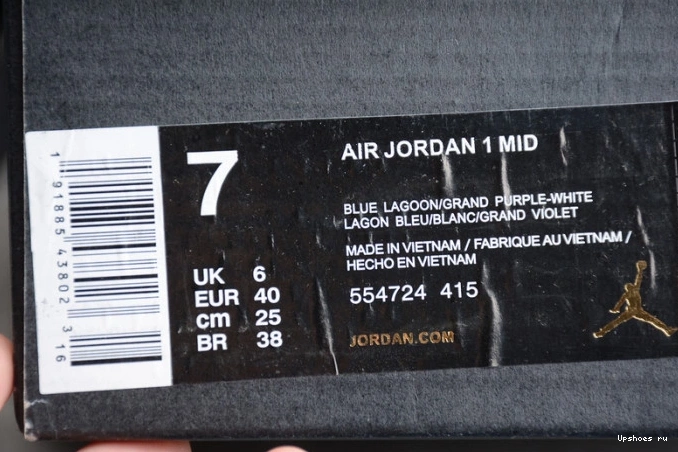 1 91885 43802 3 16
7
UK 6
EUR 40
cm 25
BR 38
AIR JORDAN 1 MID
BLUE LAGOON/GRAND PURPLE-WHITE
LAGON BLEU/BLANC/GRAND VIOLET
MADE IN VIETNAM / FABRIQUE AU VIETNAM /
HECHO EN VIETNAM
554724 415
JORDAN.COM
Upshoes ru